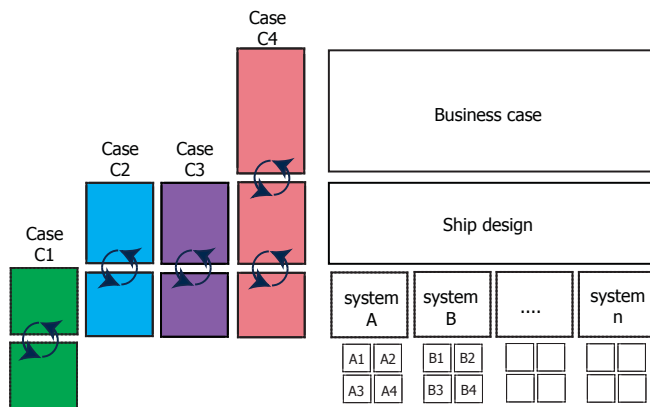 Case
C4
Business case
Case
C2
Case
C3
Ship design
Case
C1
system
A
system
B
....
system
n
A1 A2
B1 B2
A3 A4
B3 B4